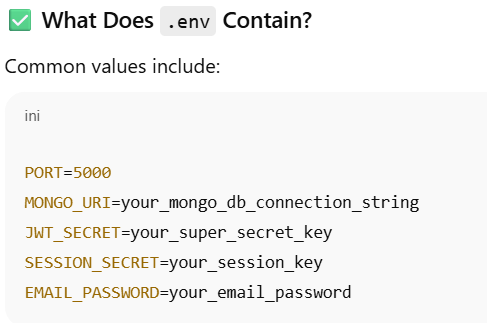 ✅ What Does .env Contain?
Common values include:
ini
PORT=5000
MONGO_URI=your_mongo_db_connection_string
JWT_SECRET=your_super_secret_key
SESSION_SECRET=your_session_key
EMAIL_PASSWORD=your_email_password